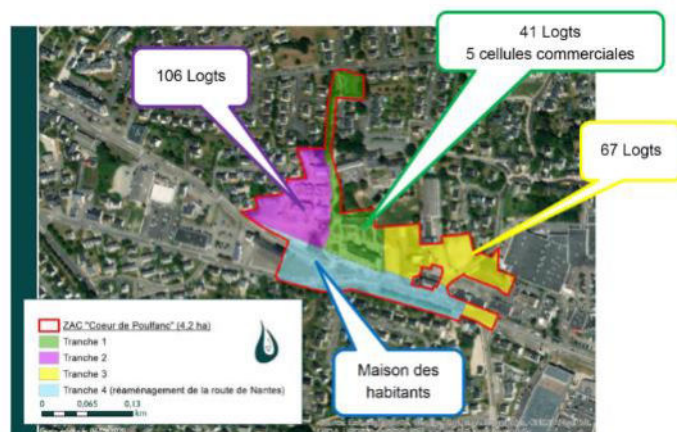 41 Logts
5 cellules commerciales
106 Logts
67 Logts
ZAC "Coeur de Poulfanc" (4,2 ha)
Tranche 1
Tranche 2
Tranche 3
Tranche 4 (réaménagement de la route de Nantes)
0 0,065 0,13
km
Maison des
habitants